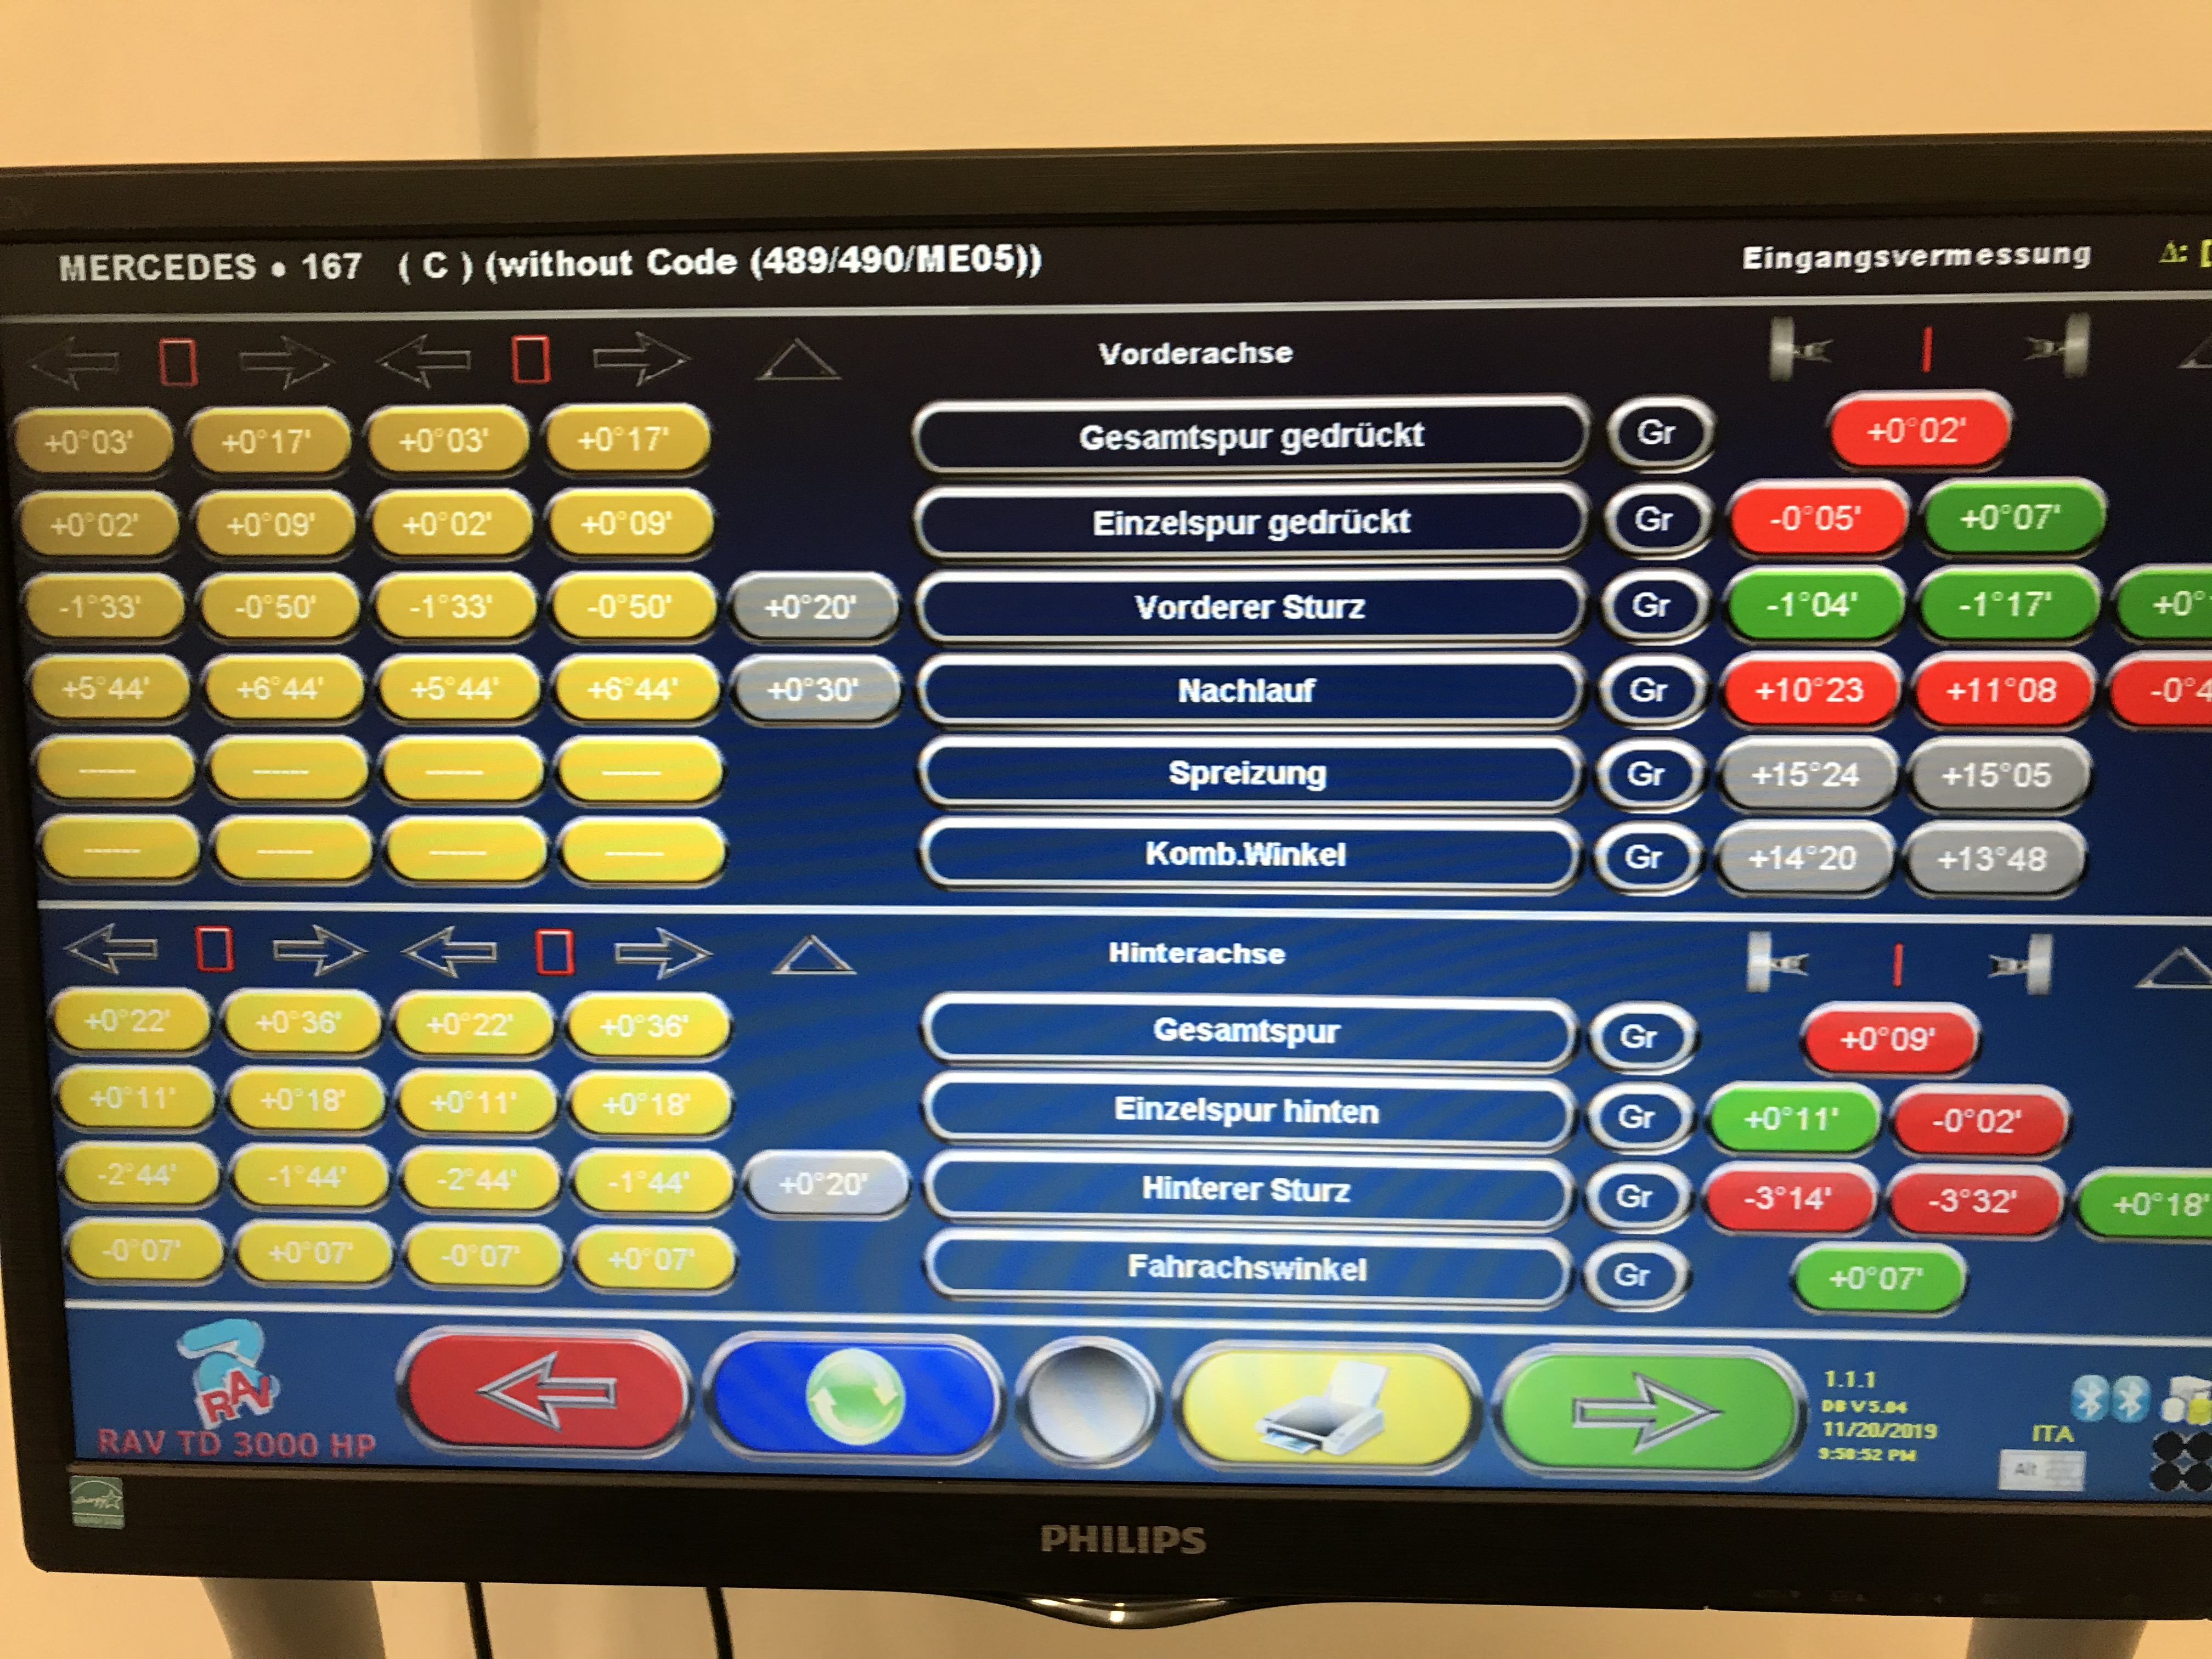 MERCEDES • 167 ( C ) (without Code (489/490/ME05)) Eingangsvermessung Δ: [
Vorderachse
+0°03' +0°17' +0°03' +0°17' Gesamtspur gedrückt Gr +0°02'
+0°02' +0°09' +0°02' +0°09' Einzelspur gedrückt Gr -0°05' +0°07'
-1°33' -0°50' -1°33' -0°50' +0°20' Vorderer Sturz Gr -1°04' -1°17' +0°
+5°44' +6°44' +5°44' +6°44' +0°30' Nachlauf Gr +10°23 +11°08 -0°4
------ ------ ------ ------ Spreizung Gr +15°24 +15°05
------ ------ ------ ------ Komb.Winkel Gr +14°20 +13°48
Hinterachse
+0°22' +0°36' +0°22' +0°36' Gesamtspur Gr +0°09'
+0°11' +0°18' +0°11' +0°18' Einzelspur hinten Gr +0°11' -0°02'
-2°44' -1°44' -2°44' -1°44' +0°20' Hinterer Sturz Gr -3°14' -3°32' +0°18'
-0°07' +0°07' -0°07' +0°07' Fahrachswinkel Gr +0°07'
RAV
RAV TD 3000 HP
1.1.1
DB V 5.04
11/20/2019
9:50:52 PM
ITA
Alt
PHILIPS